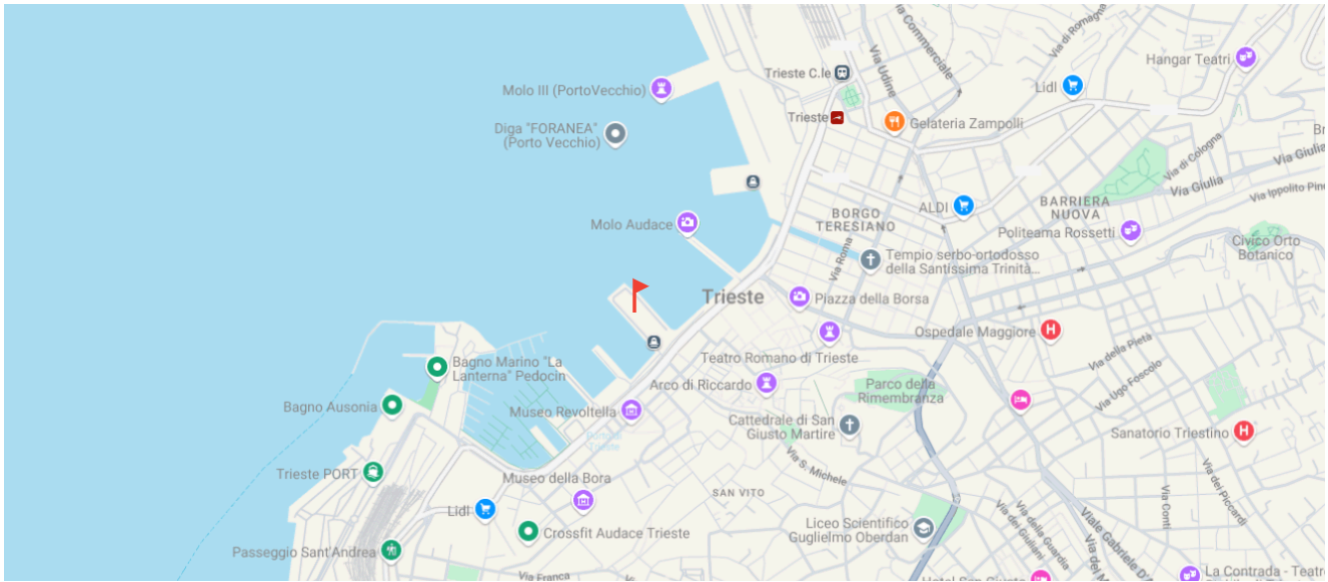 Via Commerciale
Via Udine
Via di Romagna
Hangar Teatri
Trieste C.le
Lidl
Molo III (PortoVecchio)
Trieste
Gelateria Zampolli
Diga "FORANEA"
(Porto Vecchio)
Via di Cologna
Via Giulia
Via Giulia
Via Ippolito Pin
BORGO
TERESIANO
ALDI
BARRIERA
NUOVA
Molo Audace
Politeama Rossetti
Via Roma
Civico Orto
Botanico
Tempio serbo-ortodosso
della Santissima Trinità...
Trieste
Piazza della Borsa
Ospedale Maggiore
Teatro Romano di Trieste
Via della Pietà
Via Ugo Foscolo
Bagno Marino "La
Lanterna" Pedocin
Arco di Riccardo
Parco della
Rimembranza
Bagno Ausonia
Museo Revoltella
Cattedrale di San
Giusto Martire
Sanatorio Triestino
Via S. Michele
Trieste PORT
Museo della Bora
SAN VITO
Via Conti
Via dei Piccardi
Lidl
Crossfit Audace Trieste
Liceo Scientifico
Guglielmo Oberdan
Via dei Giuliani
Via della Guardia
Viale Gabriele D'
Passeggio Sant'Andrea
Via Franca
Hotel San Giusto
La Contrada - Teatro